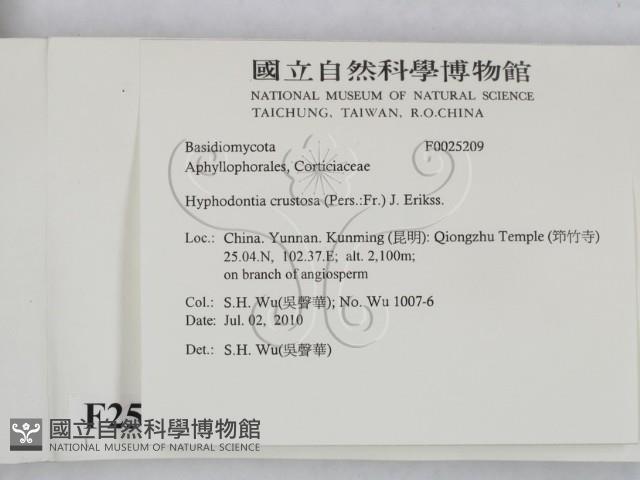 國立自然科學博物館
NATIONAL MUSEUM OF NATURAL SCIENCE
TAICHUNG, TAIWAN, R.O.CHINA
Basidiomycota F0025209
Aphyllophorales, Corticiaceae
Hyphodontia crustosa (Pers.:Fr.) J. Erikss.
Loc.: China. Yunnan. Kunming (昆明): Qiongzhu Temple (筇竹寺)
25.04.N, 102.37.E; alt. 2,100m;
on branch of angiosperm
Col.: S.H. Wu(吳聲華); No. Wu 1007-6
Date: Jul. 02, 2010
Det.: S.H. Wu(吳聲華)
F25
國立自然科學博物館
NATIONAL MUSEUM OF NATURAL SCIENCE